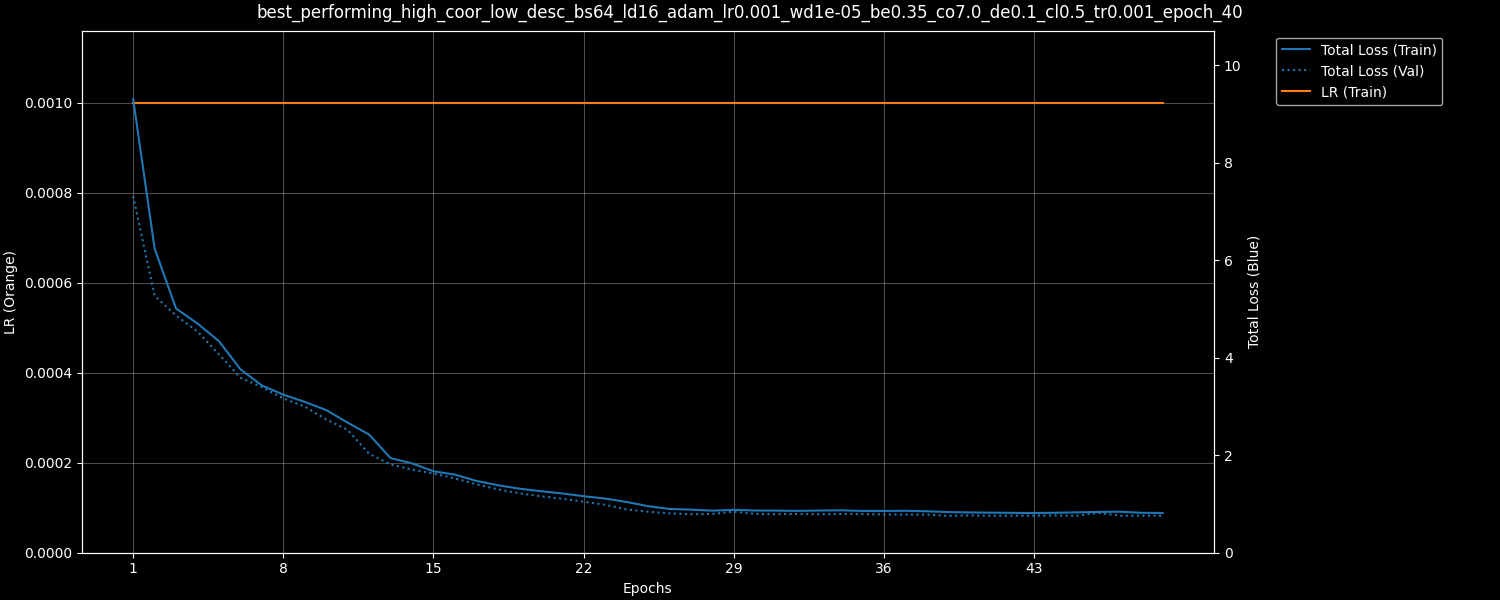 best_performing_high_coor_low_desc_bs64_ld16_adam_lr0.001_wd1e-05_be0.35_co7.0_de0.1_cl0.5_tr0.001_epoch_40
Total Loss (Train)
Total Loss (Val)
LR (Train)
LR (Orange)
0.0010
0.0008
0.0006
0.0004
0.0002
0.0000
10
8
6
4
2
0
Total Loss (Blue)
1 8 15 22 29 36 43
Epochs